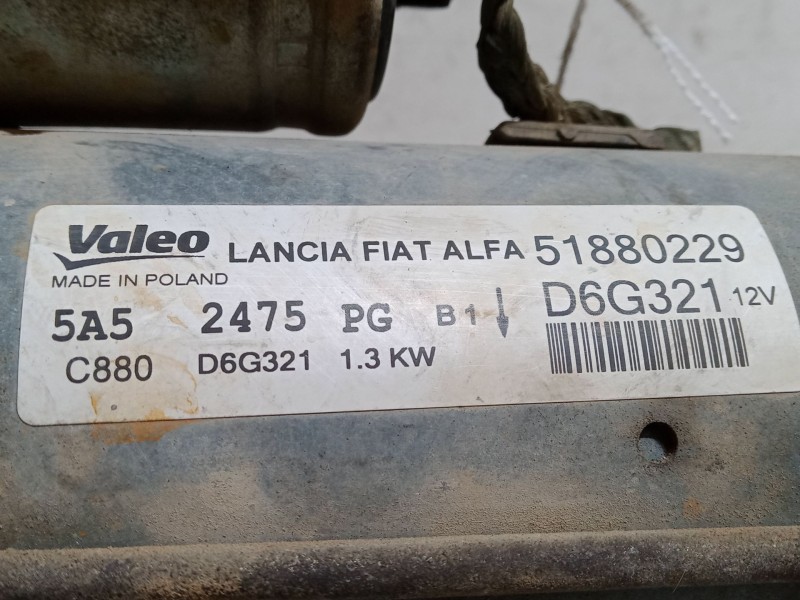 Valeo LANCIA FIAT ALFA 51880229
MADE IN POLAND D6G321 12V
5A5 2475 PG B1↓
C880 D6G321 1.3 KW